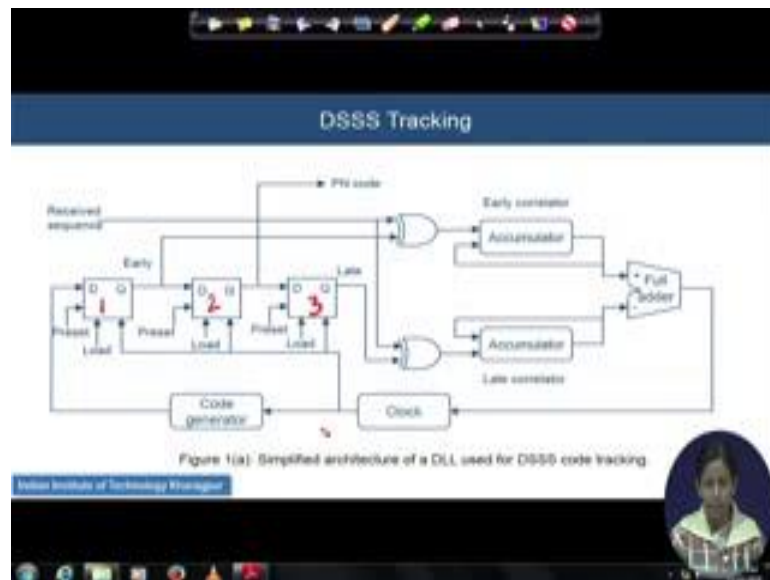 DSSS Tracking
PN code
Received
sequence
Early correlator
Accumulator
Early
Late
D Q
D Q
D Q
1
2
3
Full
adder
Preset
Load
Preset
Load
Preset
Load
Accumulator
Late correlator
Code
generator
Clock
Figure 1(a): Simplified architecture of a DLL used for DSSS code tracking.
Indian Institute of Technology Kharagpur